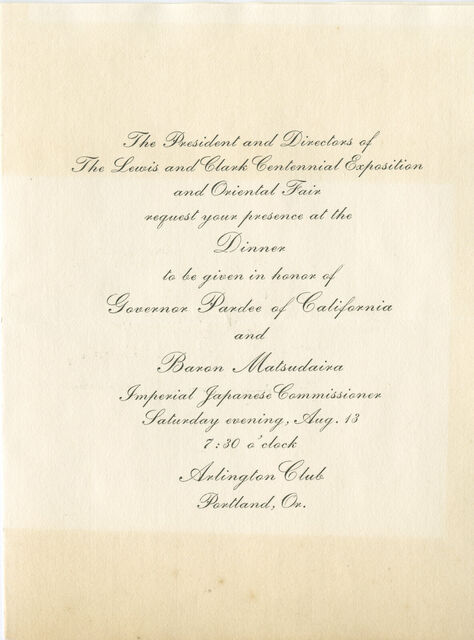 The President and Directors of
The Lewis and Clark Centennial Exposition
and Oriental Fair
request your presence at the
Dinner
to be given in honor of
Governor Pardee of California
and
Baron Matsudaira
Imperial Japanese Commissioner
Saturday evening, Aug. 13
7:30 o'clock
Arlington Club
Portland, Or.